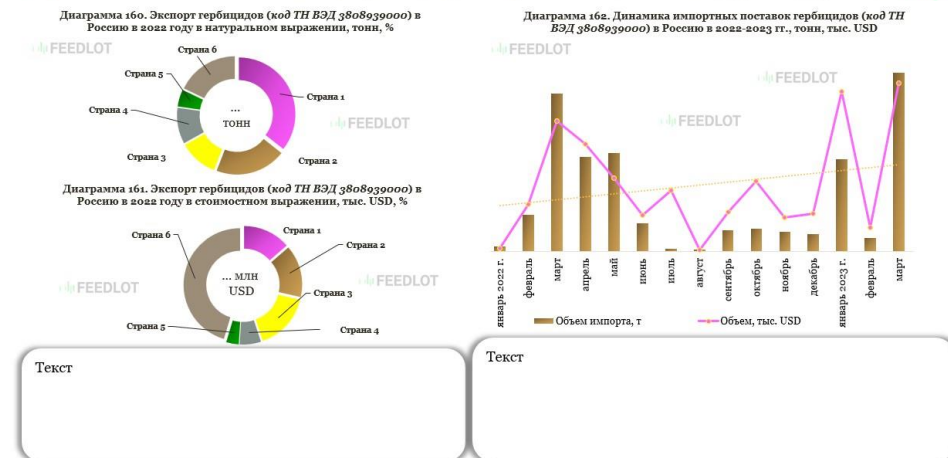 Диаграмма 160. Экспорт гербицидов (код ТН ВЭД 3808939000) в
Россию в 2022 году в натуральном выражении, тонн, %
FEEDLOT
Страна 6
Страна 5
Страна 4
Страна 3
Страна 1
Страна 2
...
тонн
FEEDLOT
Диаграмма 161. Экспорт гербицидов (код ТН ВЭД 3808939000) в
Россию в 2022 году в стоимостном выражении, тыс. USD, %
Страна 6
Страна 1
Страна 2
... млн
USD
FEEDLOT
Страна 3
FEEDLOT
Страна 5
Страна 4
Текст
Диаграмма 162. Динамика импортных поставок гербицидов (код ТН
ВЭД 3808939000) в Россию в 2022-2023 гг., тонн, тыс. USD
FEEDLOT
FEEDLOT
январь 2022 г.
февраль
март
апрель
май
июнь
июль
август
сентябрь
октябрь
ноябрь
декабрь
январь 2023 г.
февраль
март
Объем импорта, т
Объем, тыс. USD
Текст